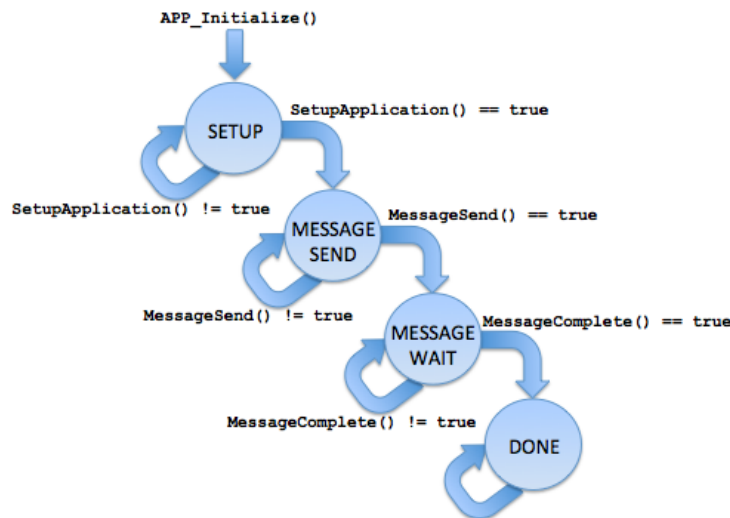 APP_Initialize()
SetupApplication() == true
SETUP
SetupApplication() != true
MessageSend() == true
MESSAGE
SEND
MessageSend() != true
MessageComplete() == true
MESSAGE
WAIT
MessageComplete() != true
DONE